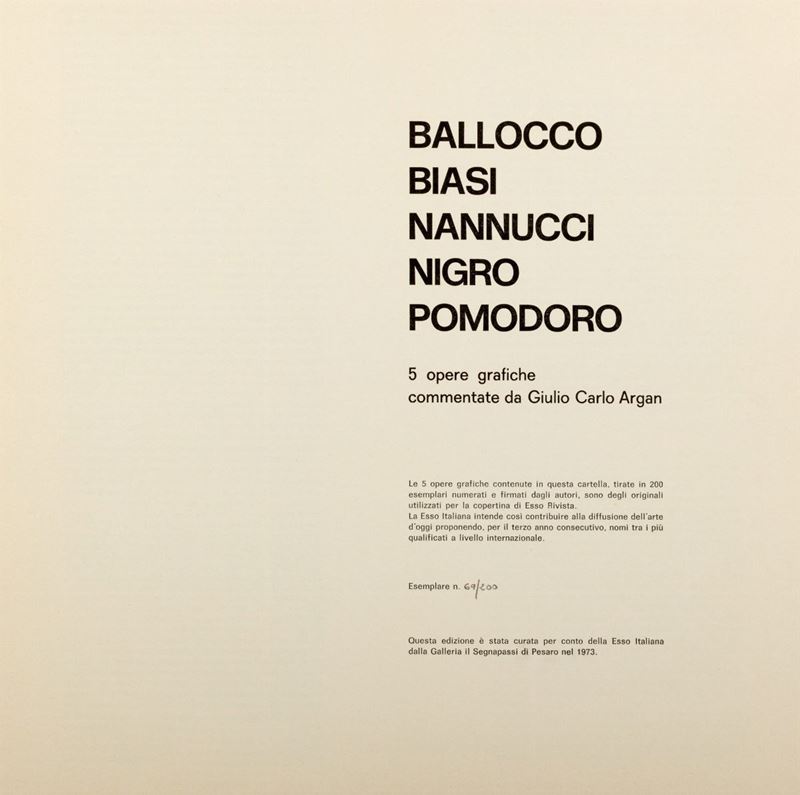 BALLOCCO
BIASI
NANNUCCI
NIGRO
POMODORO
5 opere grafiche
commentate da Giulio Carlo Argan
Le 5 opere grafiche contenute in questa cartella, tirate in 200
esemplari numerati e firmati dagli autori, sono degli originali
utilizzati per la copertina di Esso Rivista.
La Esso Italiana intende così contribuire alla diffusione dell'arte
d'oggi proponendo, per il terzo anno consecutivo, nomi tra i più
qualificati a livello internazionale.
Esemplare n. 69/200
Questa edizione è stata curata per conto della Esso Italiana
dalla Galleria il Segnapassi di Pesaro nel 1973.